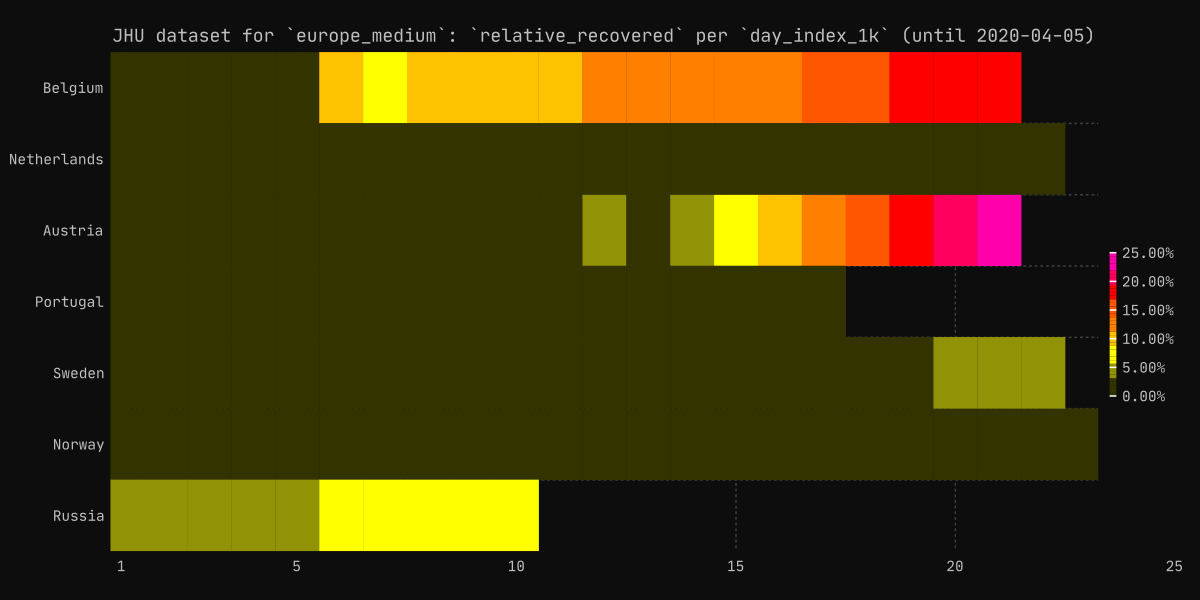 JHU dataset for `europe_medium`: `relative_recovered` per `day_index_1k` (until 2020-04-05)
Belgium
Netherlands
Austria
Portugal
Sweden
Norway
Russia
25.00%
20.00%
15.00%
10.00%
5.00%
0.00%
1 5 10 15 20 25